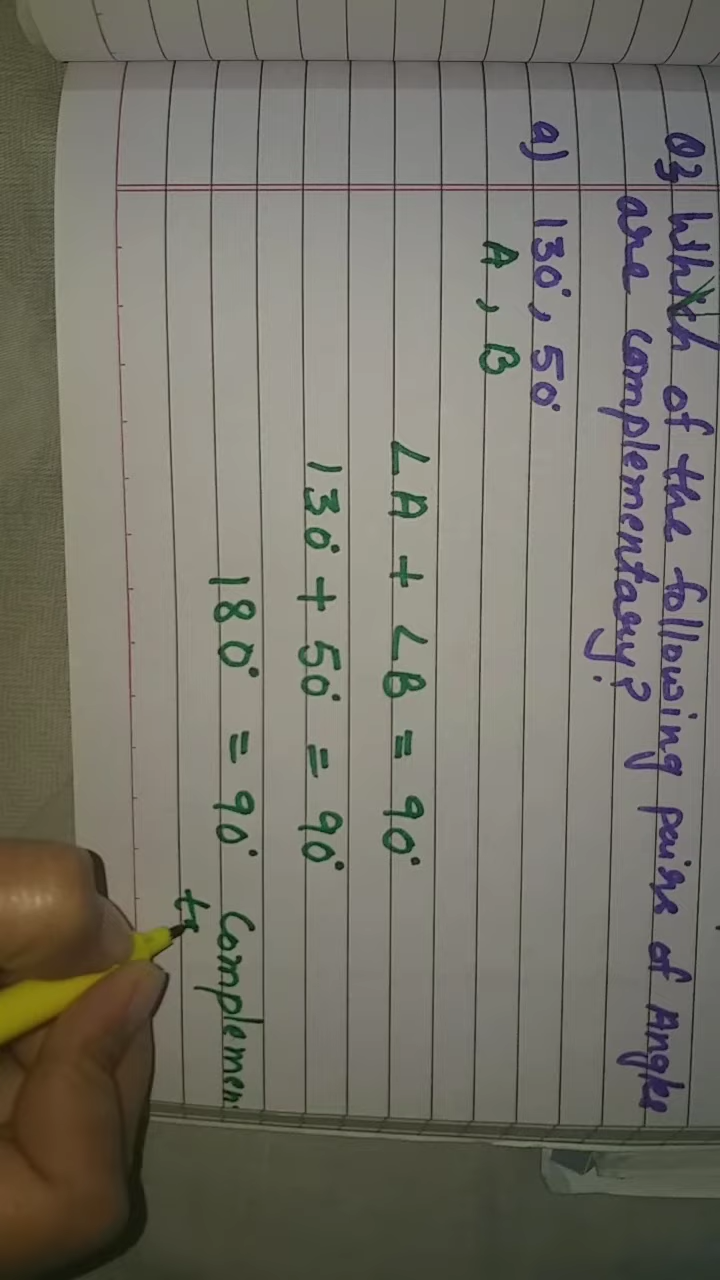 Q3 Which of the following pairs of Angles
are complementary?
a) 130°, 50°
A, B
∠A + ∠B = 90°
130° + 50° = 90°
180° = 90° Complemen
tr